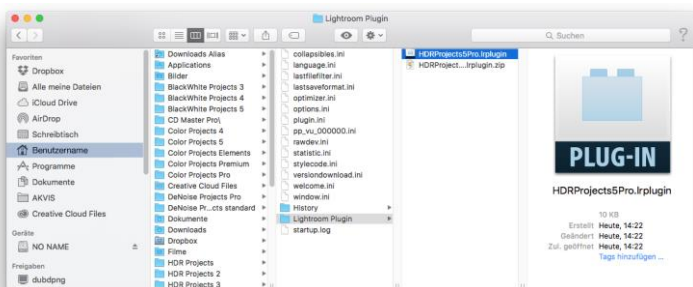 Lightroom Plugin
Q Suchen
?
Favoriten
Dropbox
Alle meine Dateien
iCloud Drive
AirDrop
Schreibtisch
Benutzername
Programme
Dokumente
AKVIS
Creative Cloud Files
Geräte
NO NAME
Freigaben
dubdpng
Downloads Alias
Applications
Bilder
BlackWhite Projects 3
BlackWhite Projects 4
BlackWhite Projects 5
CD Master Pro\
Color Projects 4
Color Projects 5
Color Projects Elements
Color Projects Premium
Color Projects Pro
Creative Cloud Files
DeNoise Projects Pro
DeNoise Pr...cts standard
Dokumente
Downloads
Dropbox
Filme
HDR Projects
HDR Projects 2
HDR Projects 3
collapsibles.ini
language.ini
lastfilefilter.ini
lastsaveformat.ini
optimizer.ini
options.ini
plugin.ini
pp_vu_000000.ini
rawdev.ini
statistic.ini
stylecode.ini
versiondownload.ini
welcome.ini
window.ini
History
Lightroom Plugin
startup.log
HDRProjects5Pro.lrplugin
HDRProject....lrplugin.zip
PLUG-IN
HDRProjects5Pro.lrplugin
10 KB
Erstellt Heute, 14:22
Geändert Heute, 14:22
Zul. geöffnet Heute, 14:22
Tags hinzufügen ...